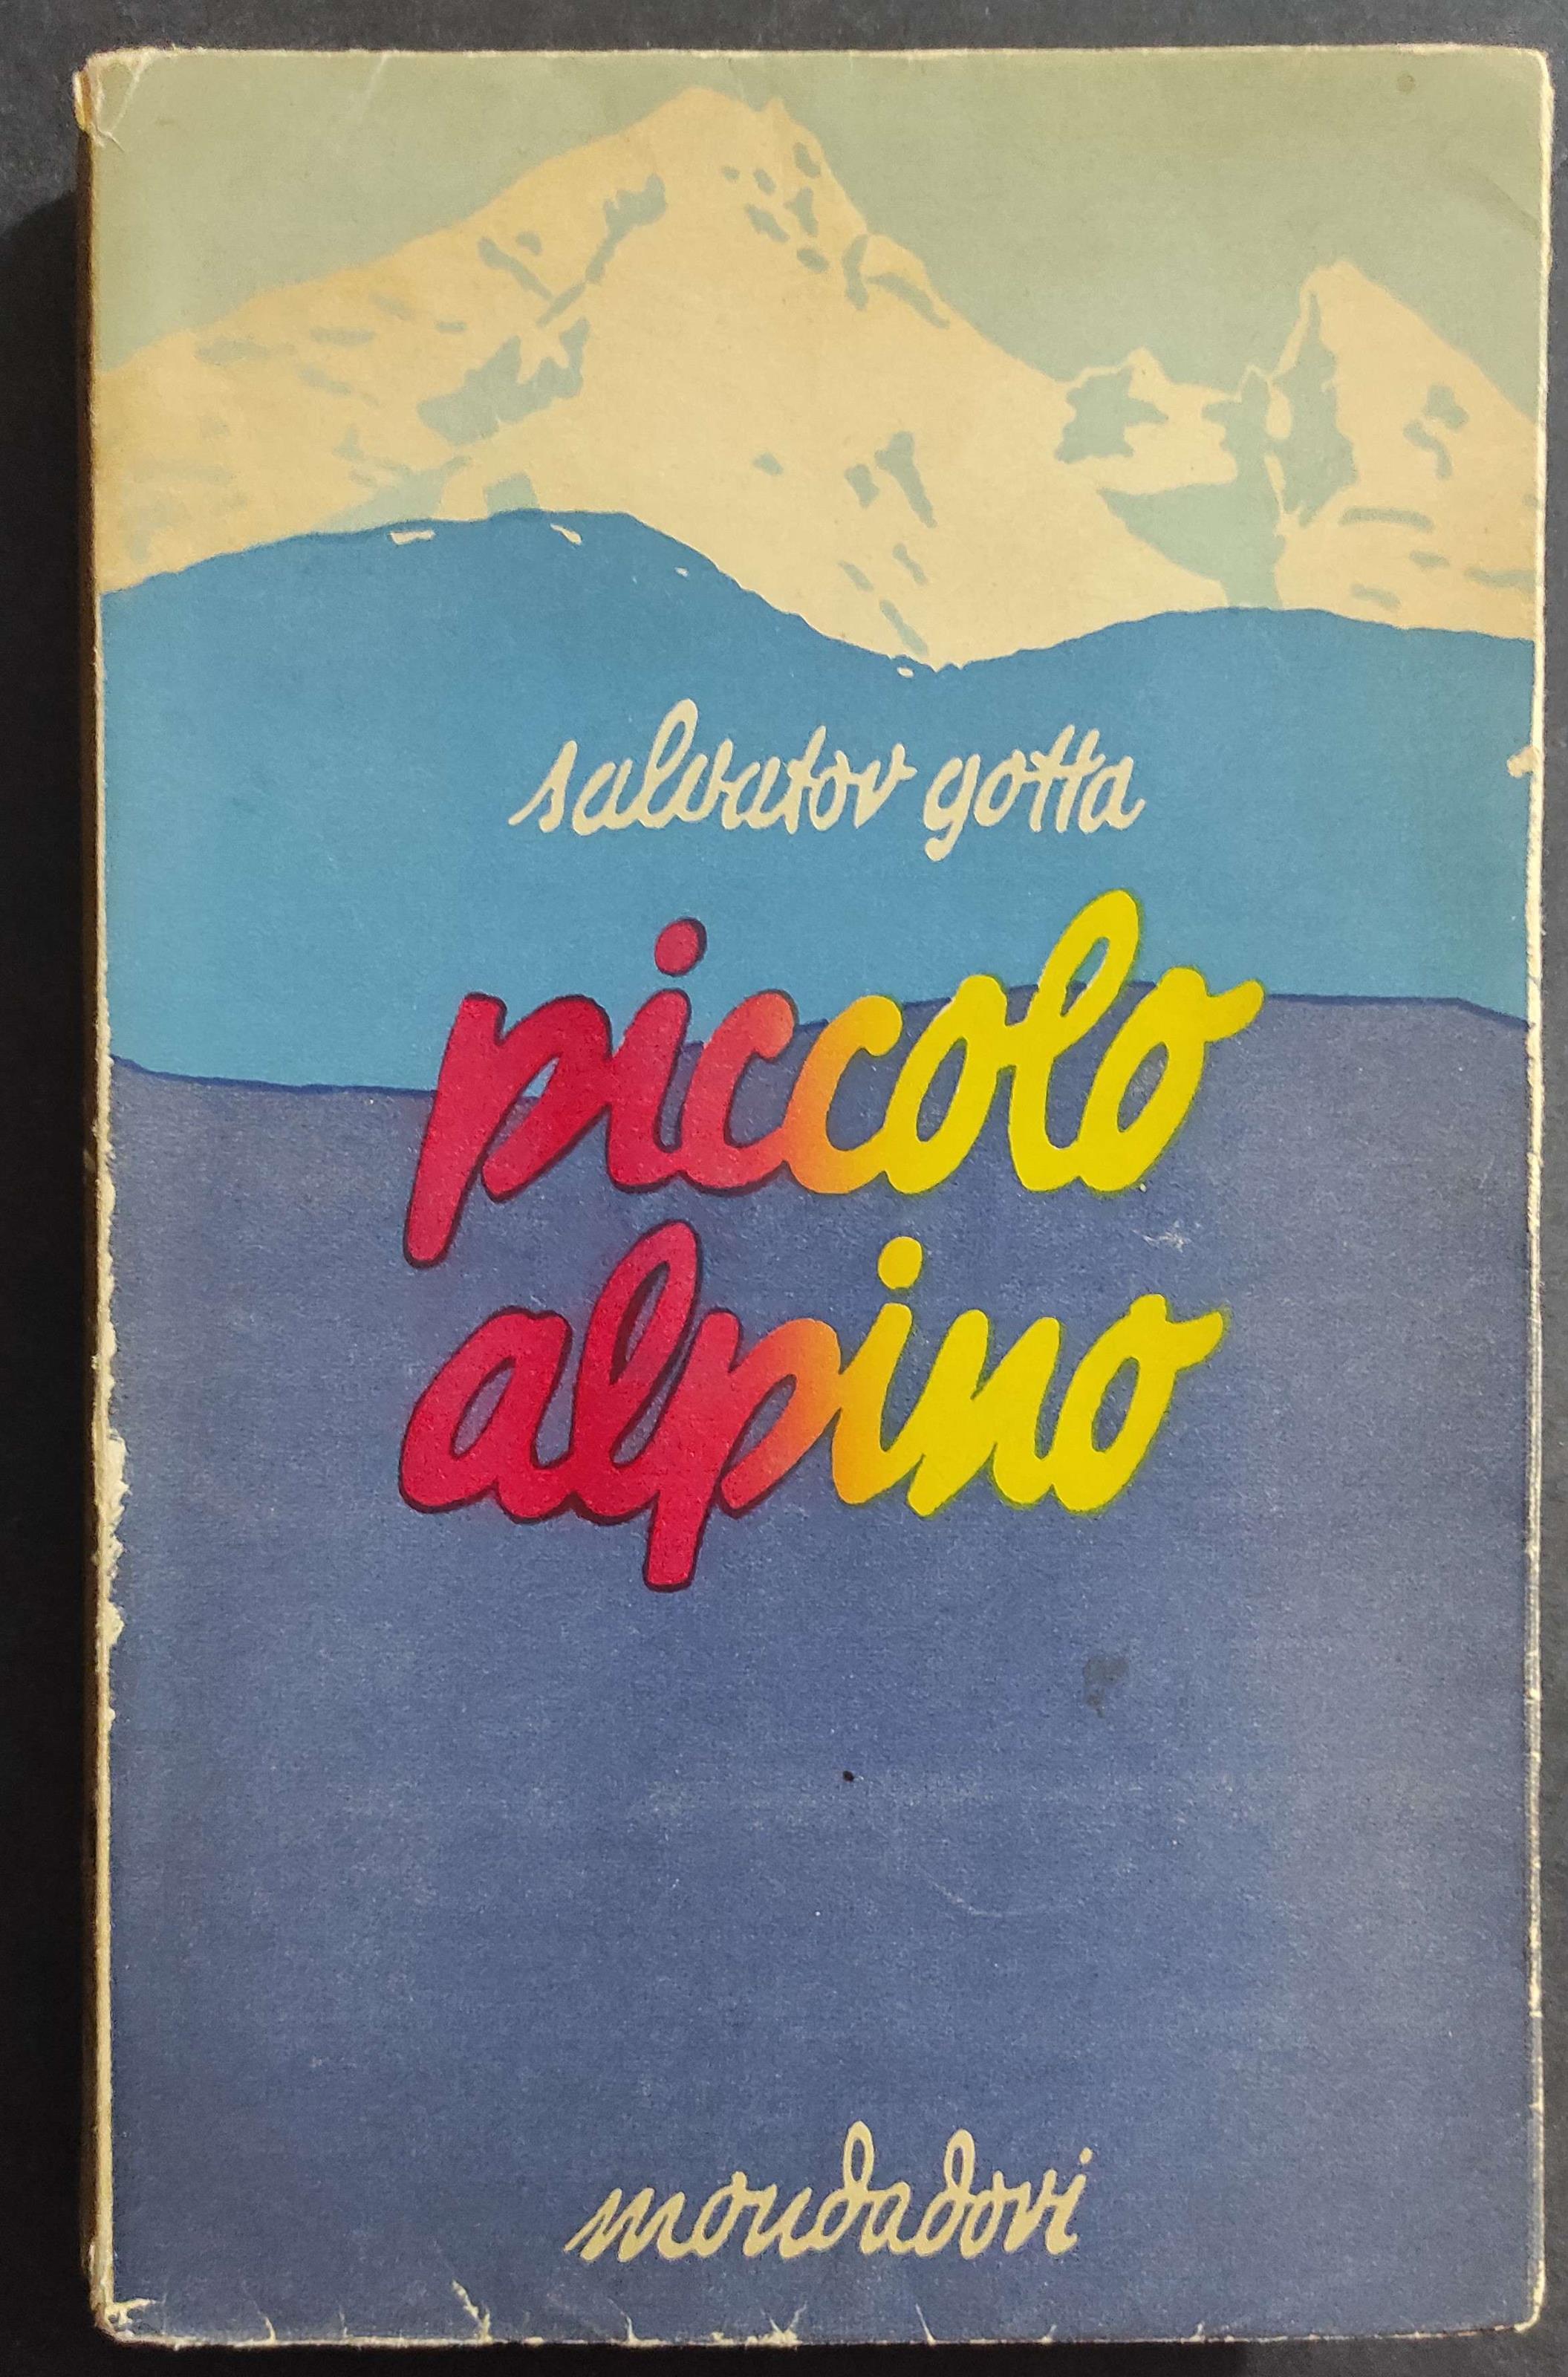 salvator gotta
piccolo
alpino
mondadori